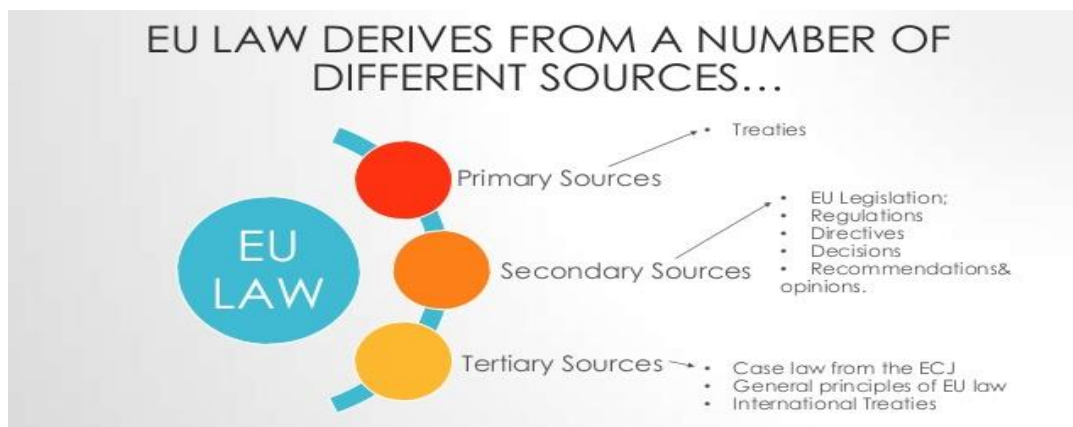 EU LAW DERIVES FROM A NUMBER OF
DIFFERENT SOURCES...
• Treaties
Primary Sources
• EU Legislation;
• Regulations
• Directives
• Decisions
• Recommendations&
opinions.
EU
LAW
Secondary Sources
Tertiary Sources
• Case law from the ECJ
• General principles of EU law
• International Treaties